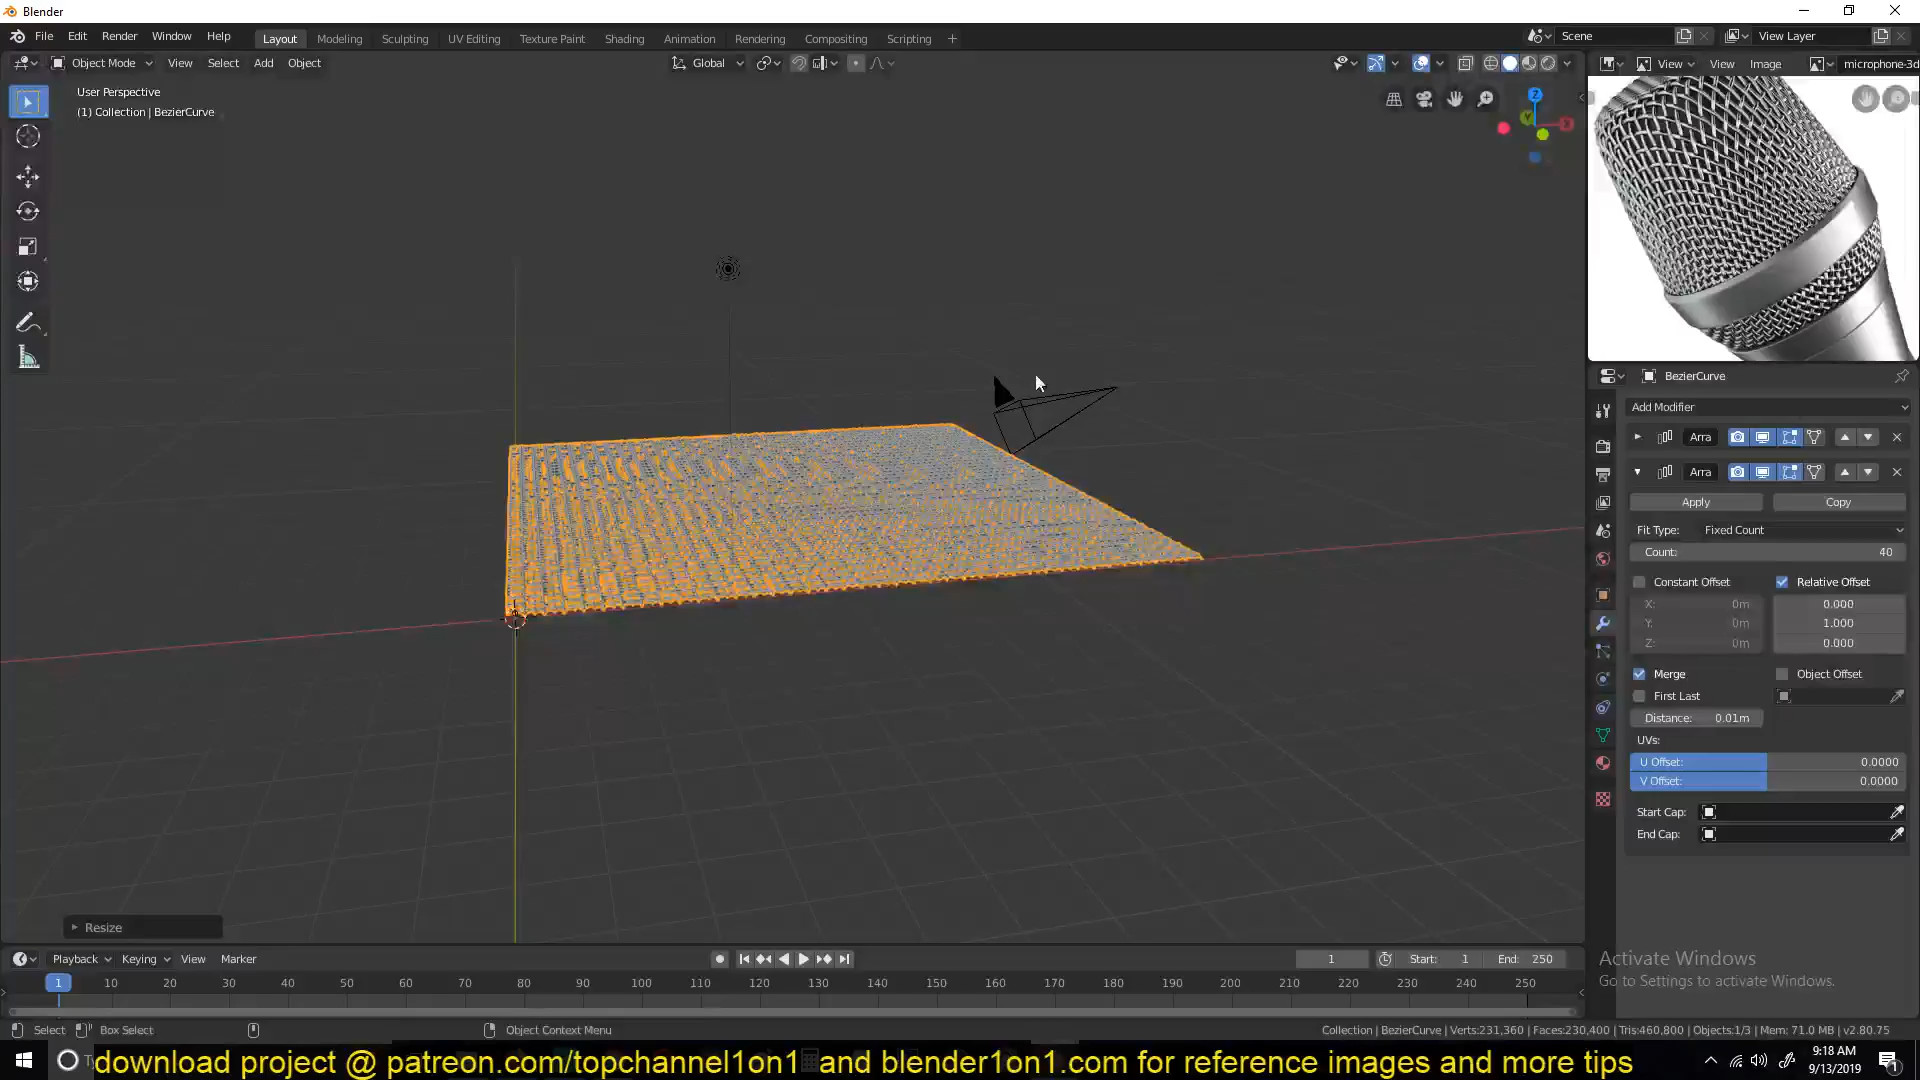 Blender
File Edit Render Window Help Layout Modeling Sculpting UV Editing Texture Paint Shading Animation Rendering Compositing Scripting + Scene View Layer
Object Mode View Select Add Object Global View View Image microphone-3d
User Perspective
(1) Collection | BezierCurve
Z
BezierCurve
Add Modifier
Arra
Arra
Apply Copy
Fit Type: Fixed Count
Count: 40
Constant Offset Relative Offset
X: 0m 0.000
Y: 0m 1.000
Z: 0m 0.000
Merge Object Offset
First Last
Distance: 0.01m
UVs:
U Offset: 0.0000
V Offset: 0.0000
Start Cap:
End Cap:
Resize
Playback Keying View Marker 1 Start: 1 End: 250
1 10 20 30 40 50 60 70 80 90 100 110 120 130 140 150 160 170 180 190 200 210 220 230 240 250
Activate Windows
Go to Settings to activate Windows.
Select Box Select Object Context Menu Collection | BezierCurve | Verts:231,360 | Faces:230,400 | Tris:460,800 | Objects:1/3 | Mem: 71.0 MB | v2.80.75
download project @ patreon.com/topchannel1on1 and blender1on1.com for reference images and more tips
9:18 AM
9/13/2019